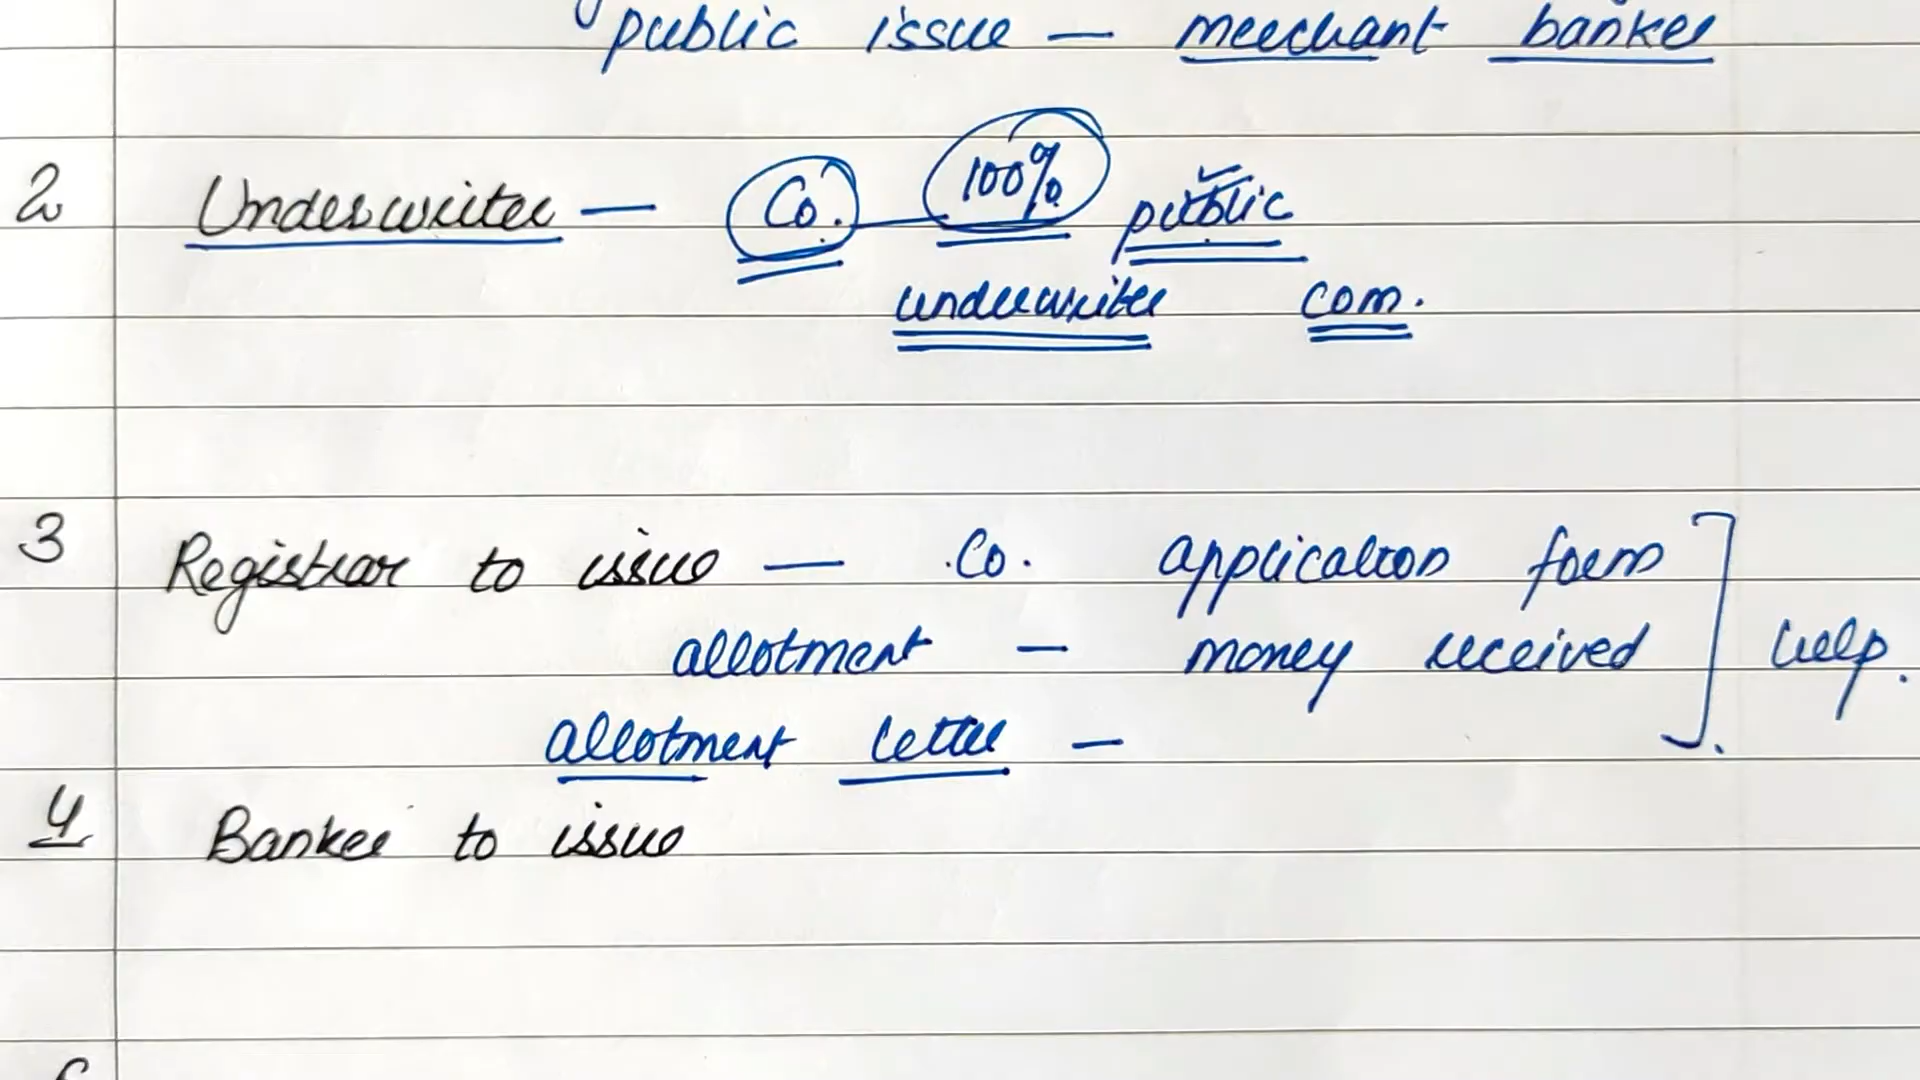 public issue — merchant banker
2 Underwriter — Co. 100% public
underwriter com.
3 Registrar to issue — Co. application form
allotment — money received help.
allotment letter —
4 Banker to issue